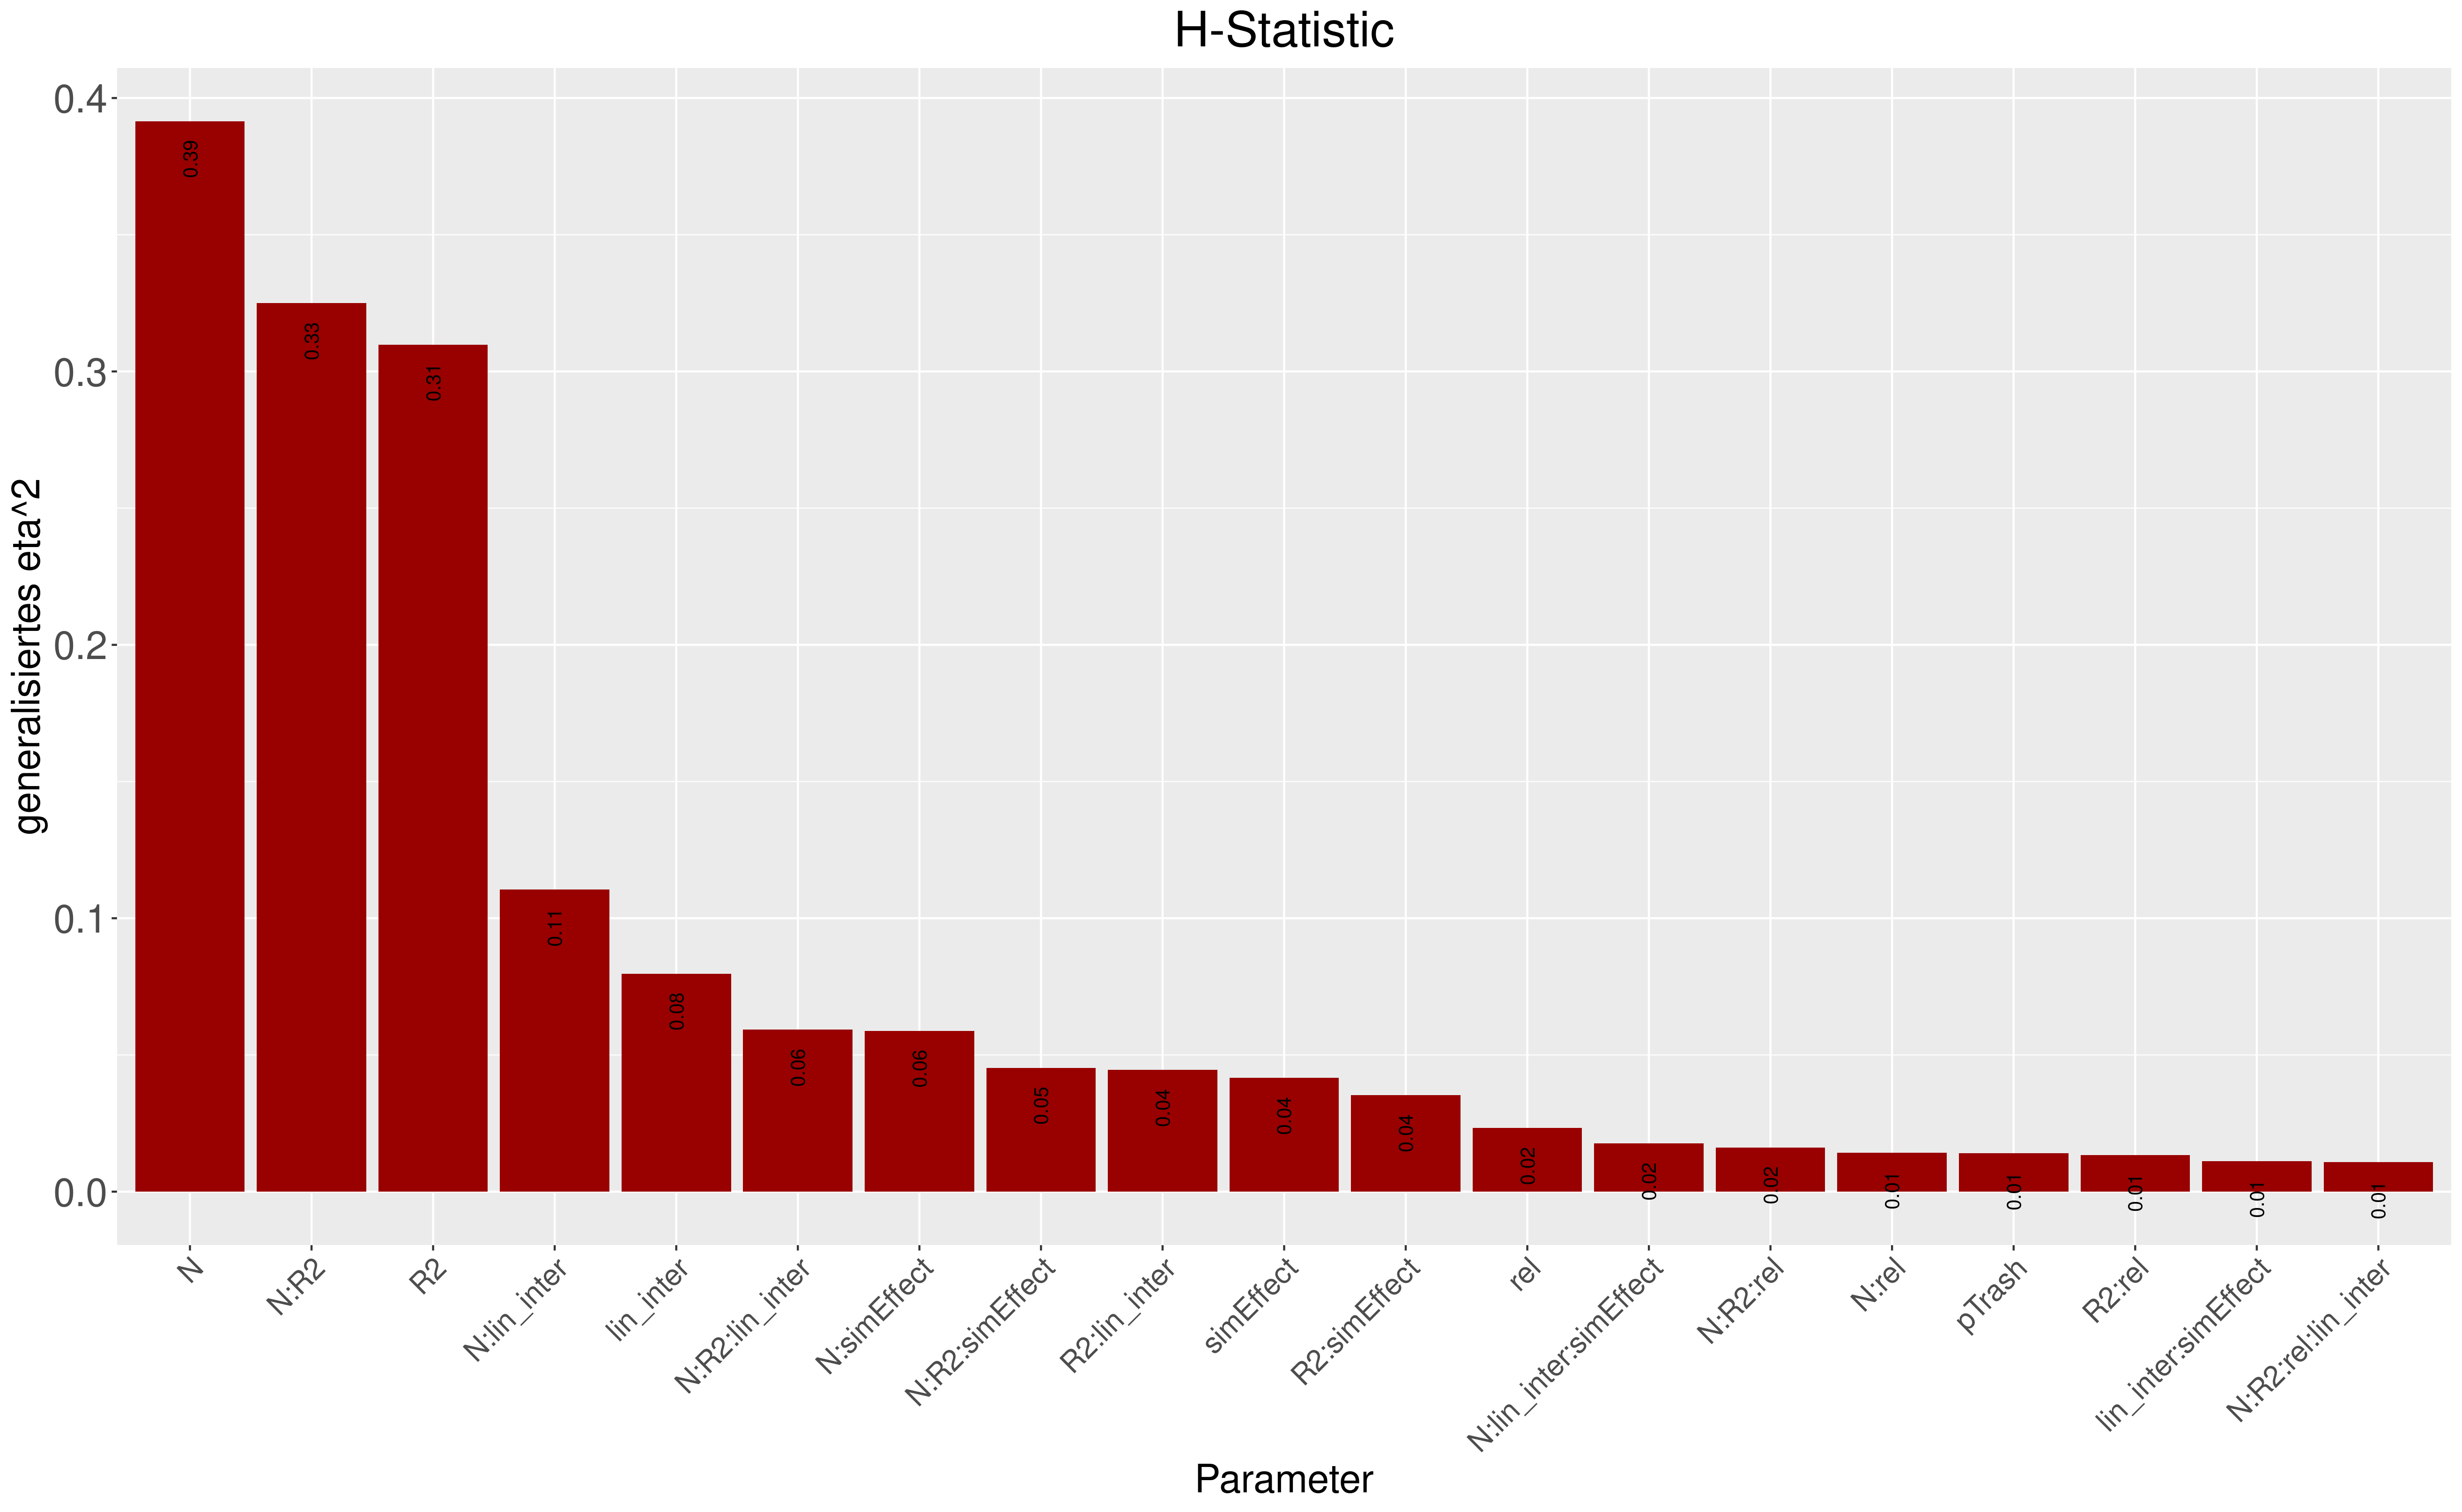 H-Statistic
generalisiertes eta^2
0.4
0.3
0.2
0.1
0.0
0.39
0.33
0.31
0.11
0.08
0.06
0.06
0.05
0.04
0.04
0.04
0.02
0.02
0.02
0.01
0.01
0.01
0.01
0.01
N
N:R2
R2
N:lin_inter
lin_inter
N:R2:lin_inter
N:simEffect
N:R2:simEffect
R2:lin_inter
simEffect
R2:simEffect
rel
N:lin_inter:simEffect
N:R2:rel
N:rel
pTrash
R2:rel
lin_inter:simEffect
N:R2:rel:lin_inter
Parameter